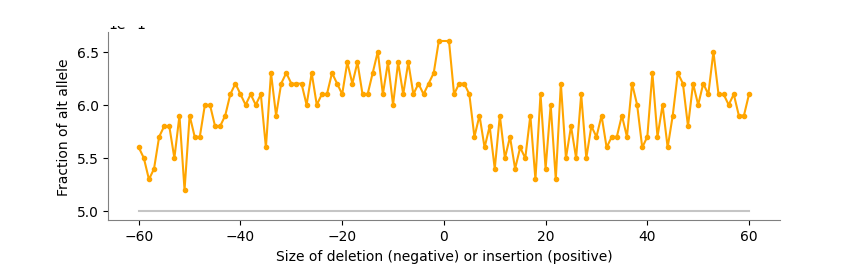 6.5
6.0
5.5
5.0
Fraction of alt allele
−60 −40 −20 0 20 40 60
Size of deletion (negative) or insertion (positive)